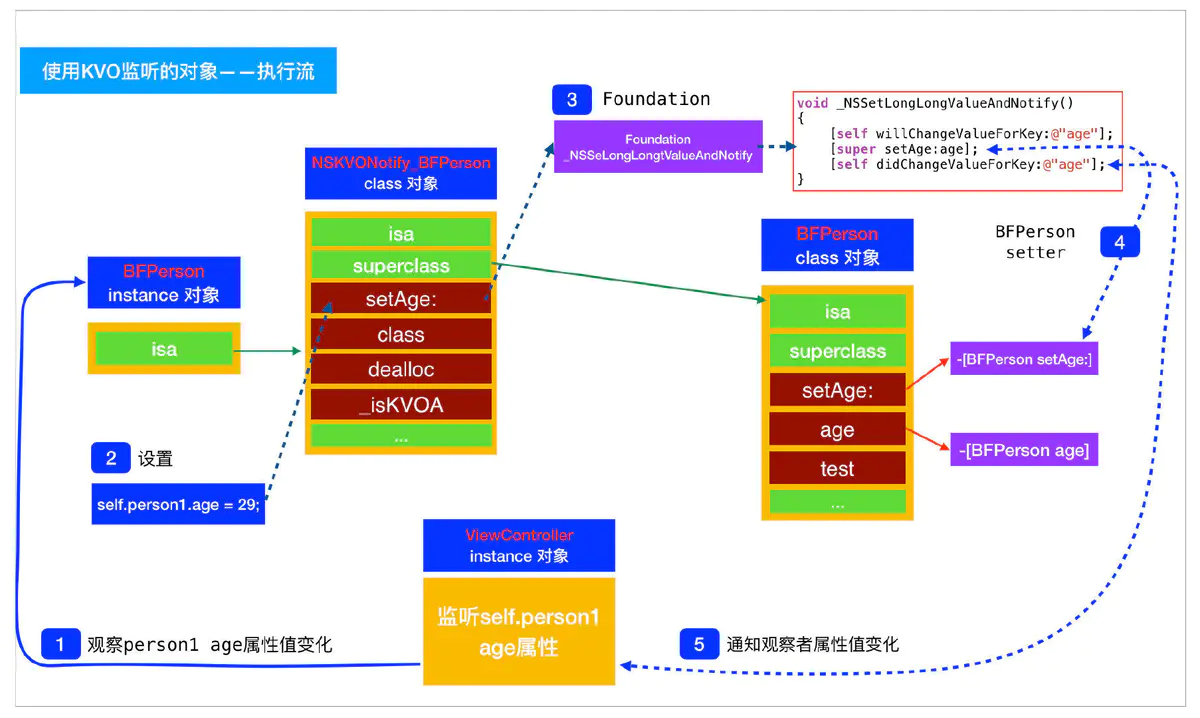 使用KVO监听的对象——执行流
3 Foundation
Foundation
_NSSeLongLongtValueAndNotify
void _NSSetLongLongValueAndNotify()
{
[self willChangeValueForKey:@"age"];
[super setAge:age];
[self didChangeValueForKey:@"age"];
}
NSKVONotify_BFPerson
class 对象
isa
superclass
setAge:
class
dealloc
_isKVOA
...
BFPerson
instance 对象
isa
BFPerson
class 对象
isa
superclass
setAge:
age
test
...
BFPerson
setter
4
-[BFPerson setAge:]
-[BFPerson age]
2 设置
self.person1.age = 29;
ViewController
instance 对象
监听self.person1
age属性
1 观察person1 age属性值变化
5 通知观察者属性值变化